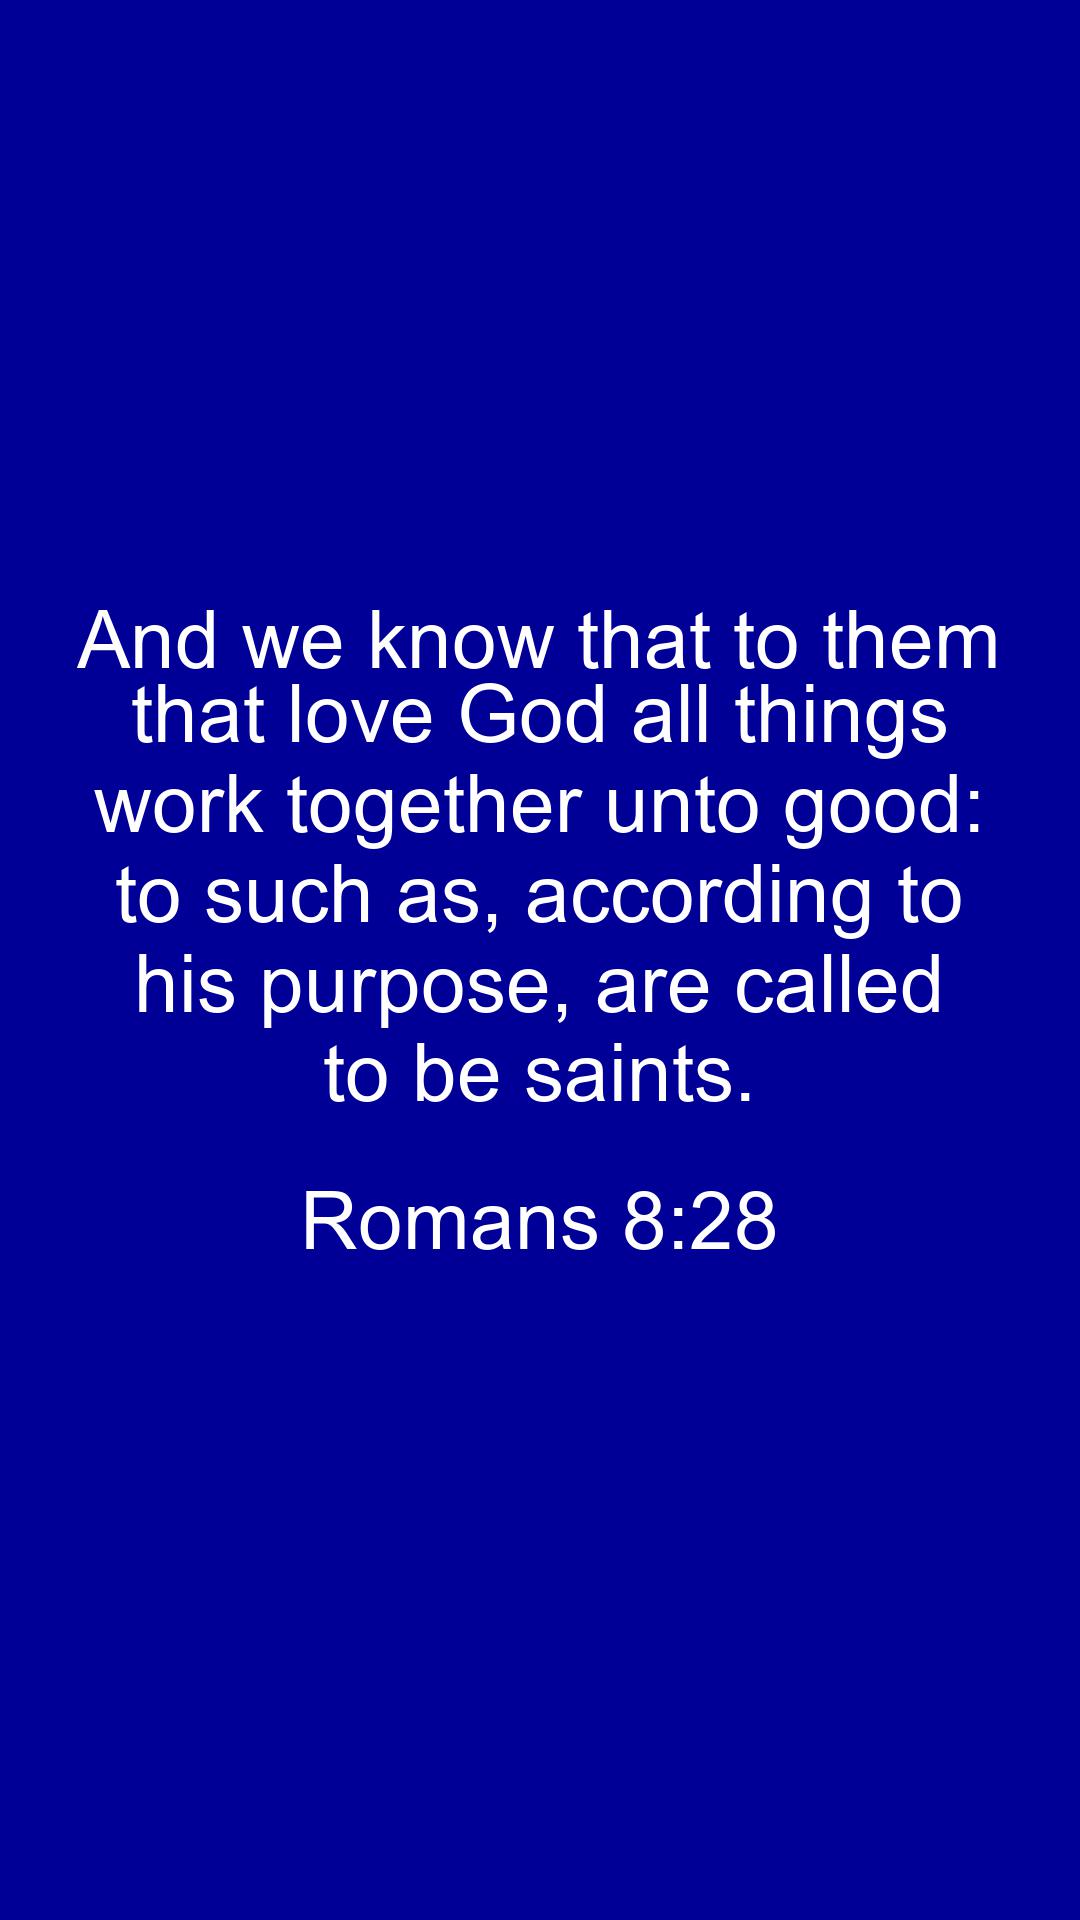 And we know that to them
that love God all things
work together unto good:
to such as, according to
his purpose, are called
to be saints.
Romans 8:28